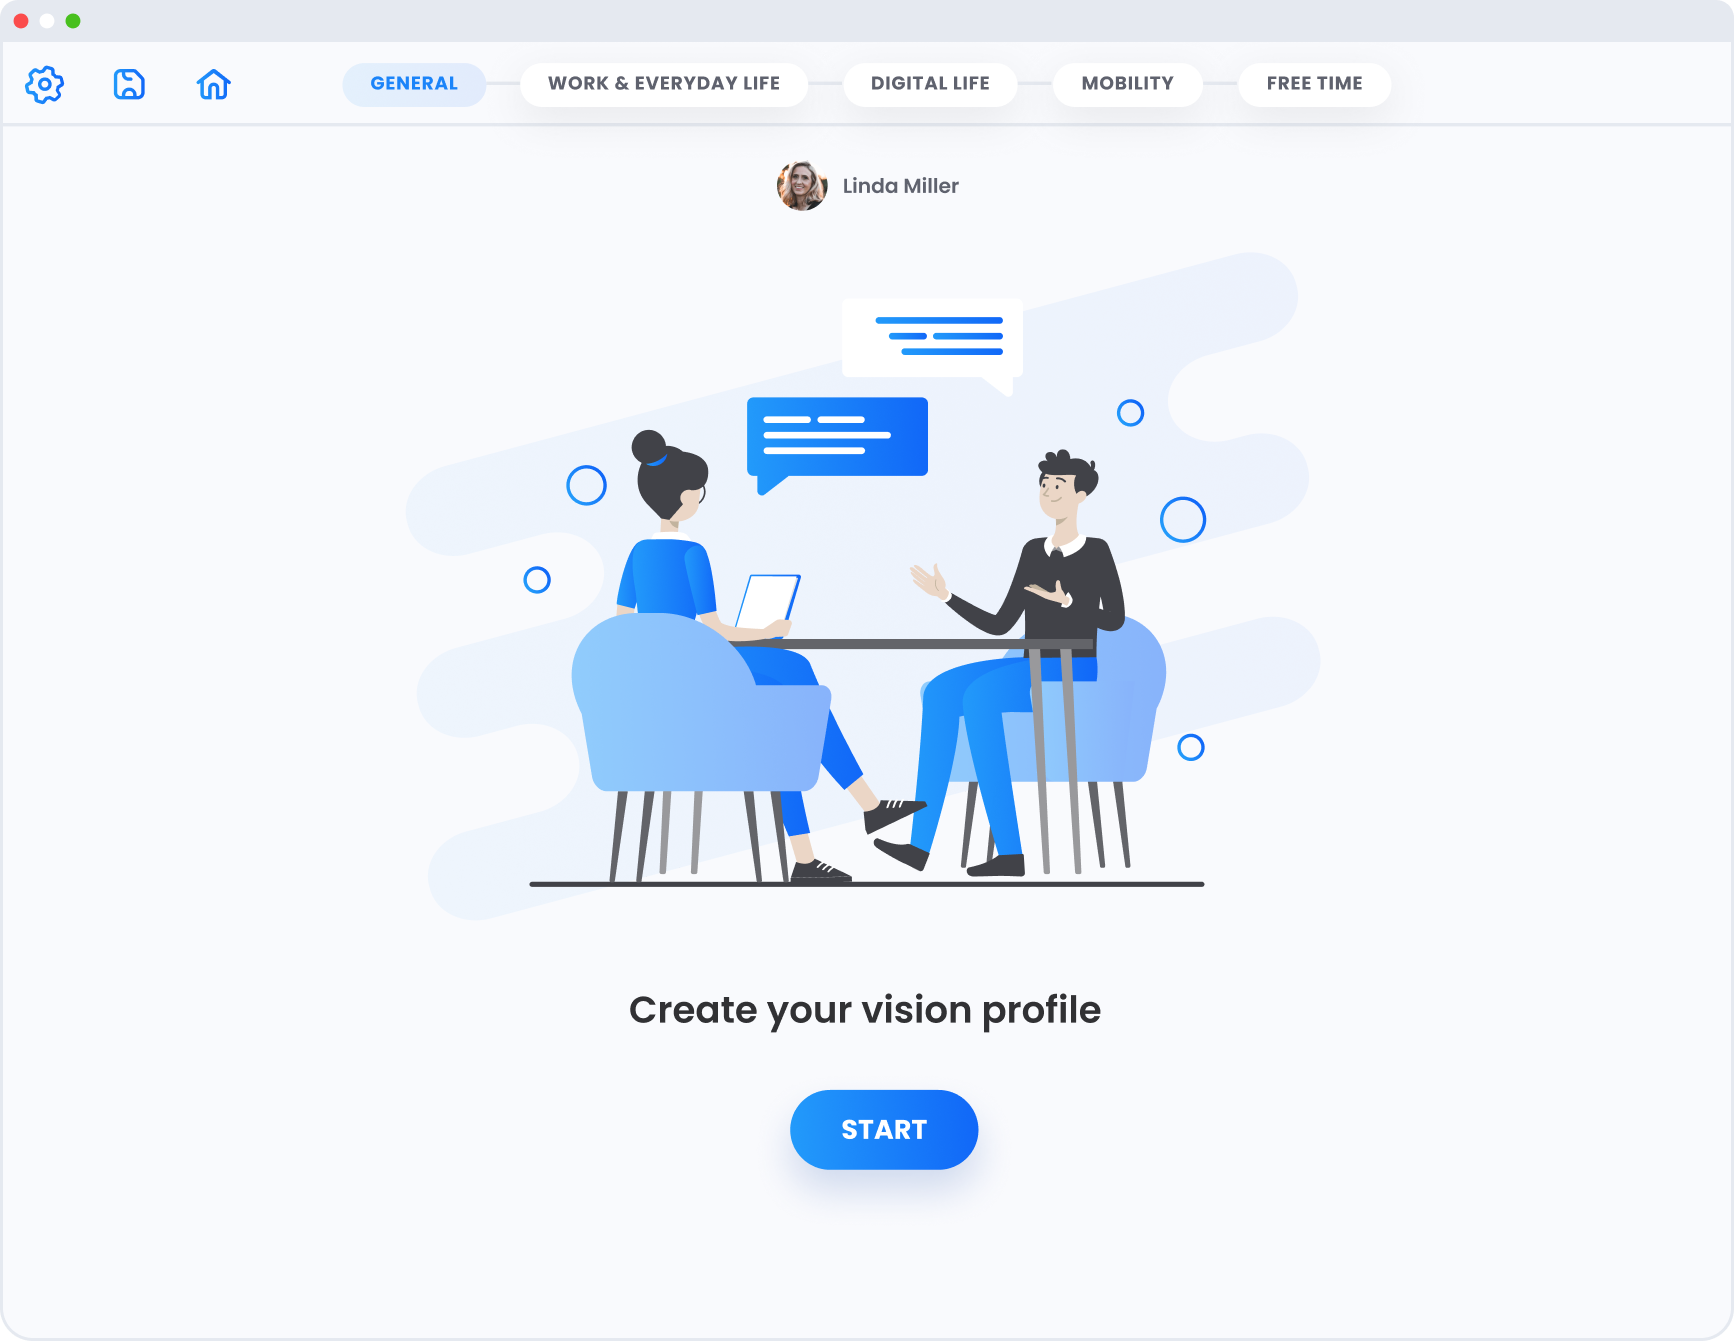 GENERAL
WORK & EVERYDAY LIFE
DIGITAL LIFE
MOBILITY
FREE TIME
Linda Miller
Create your vision profile
START